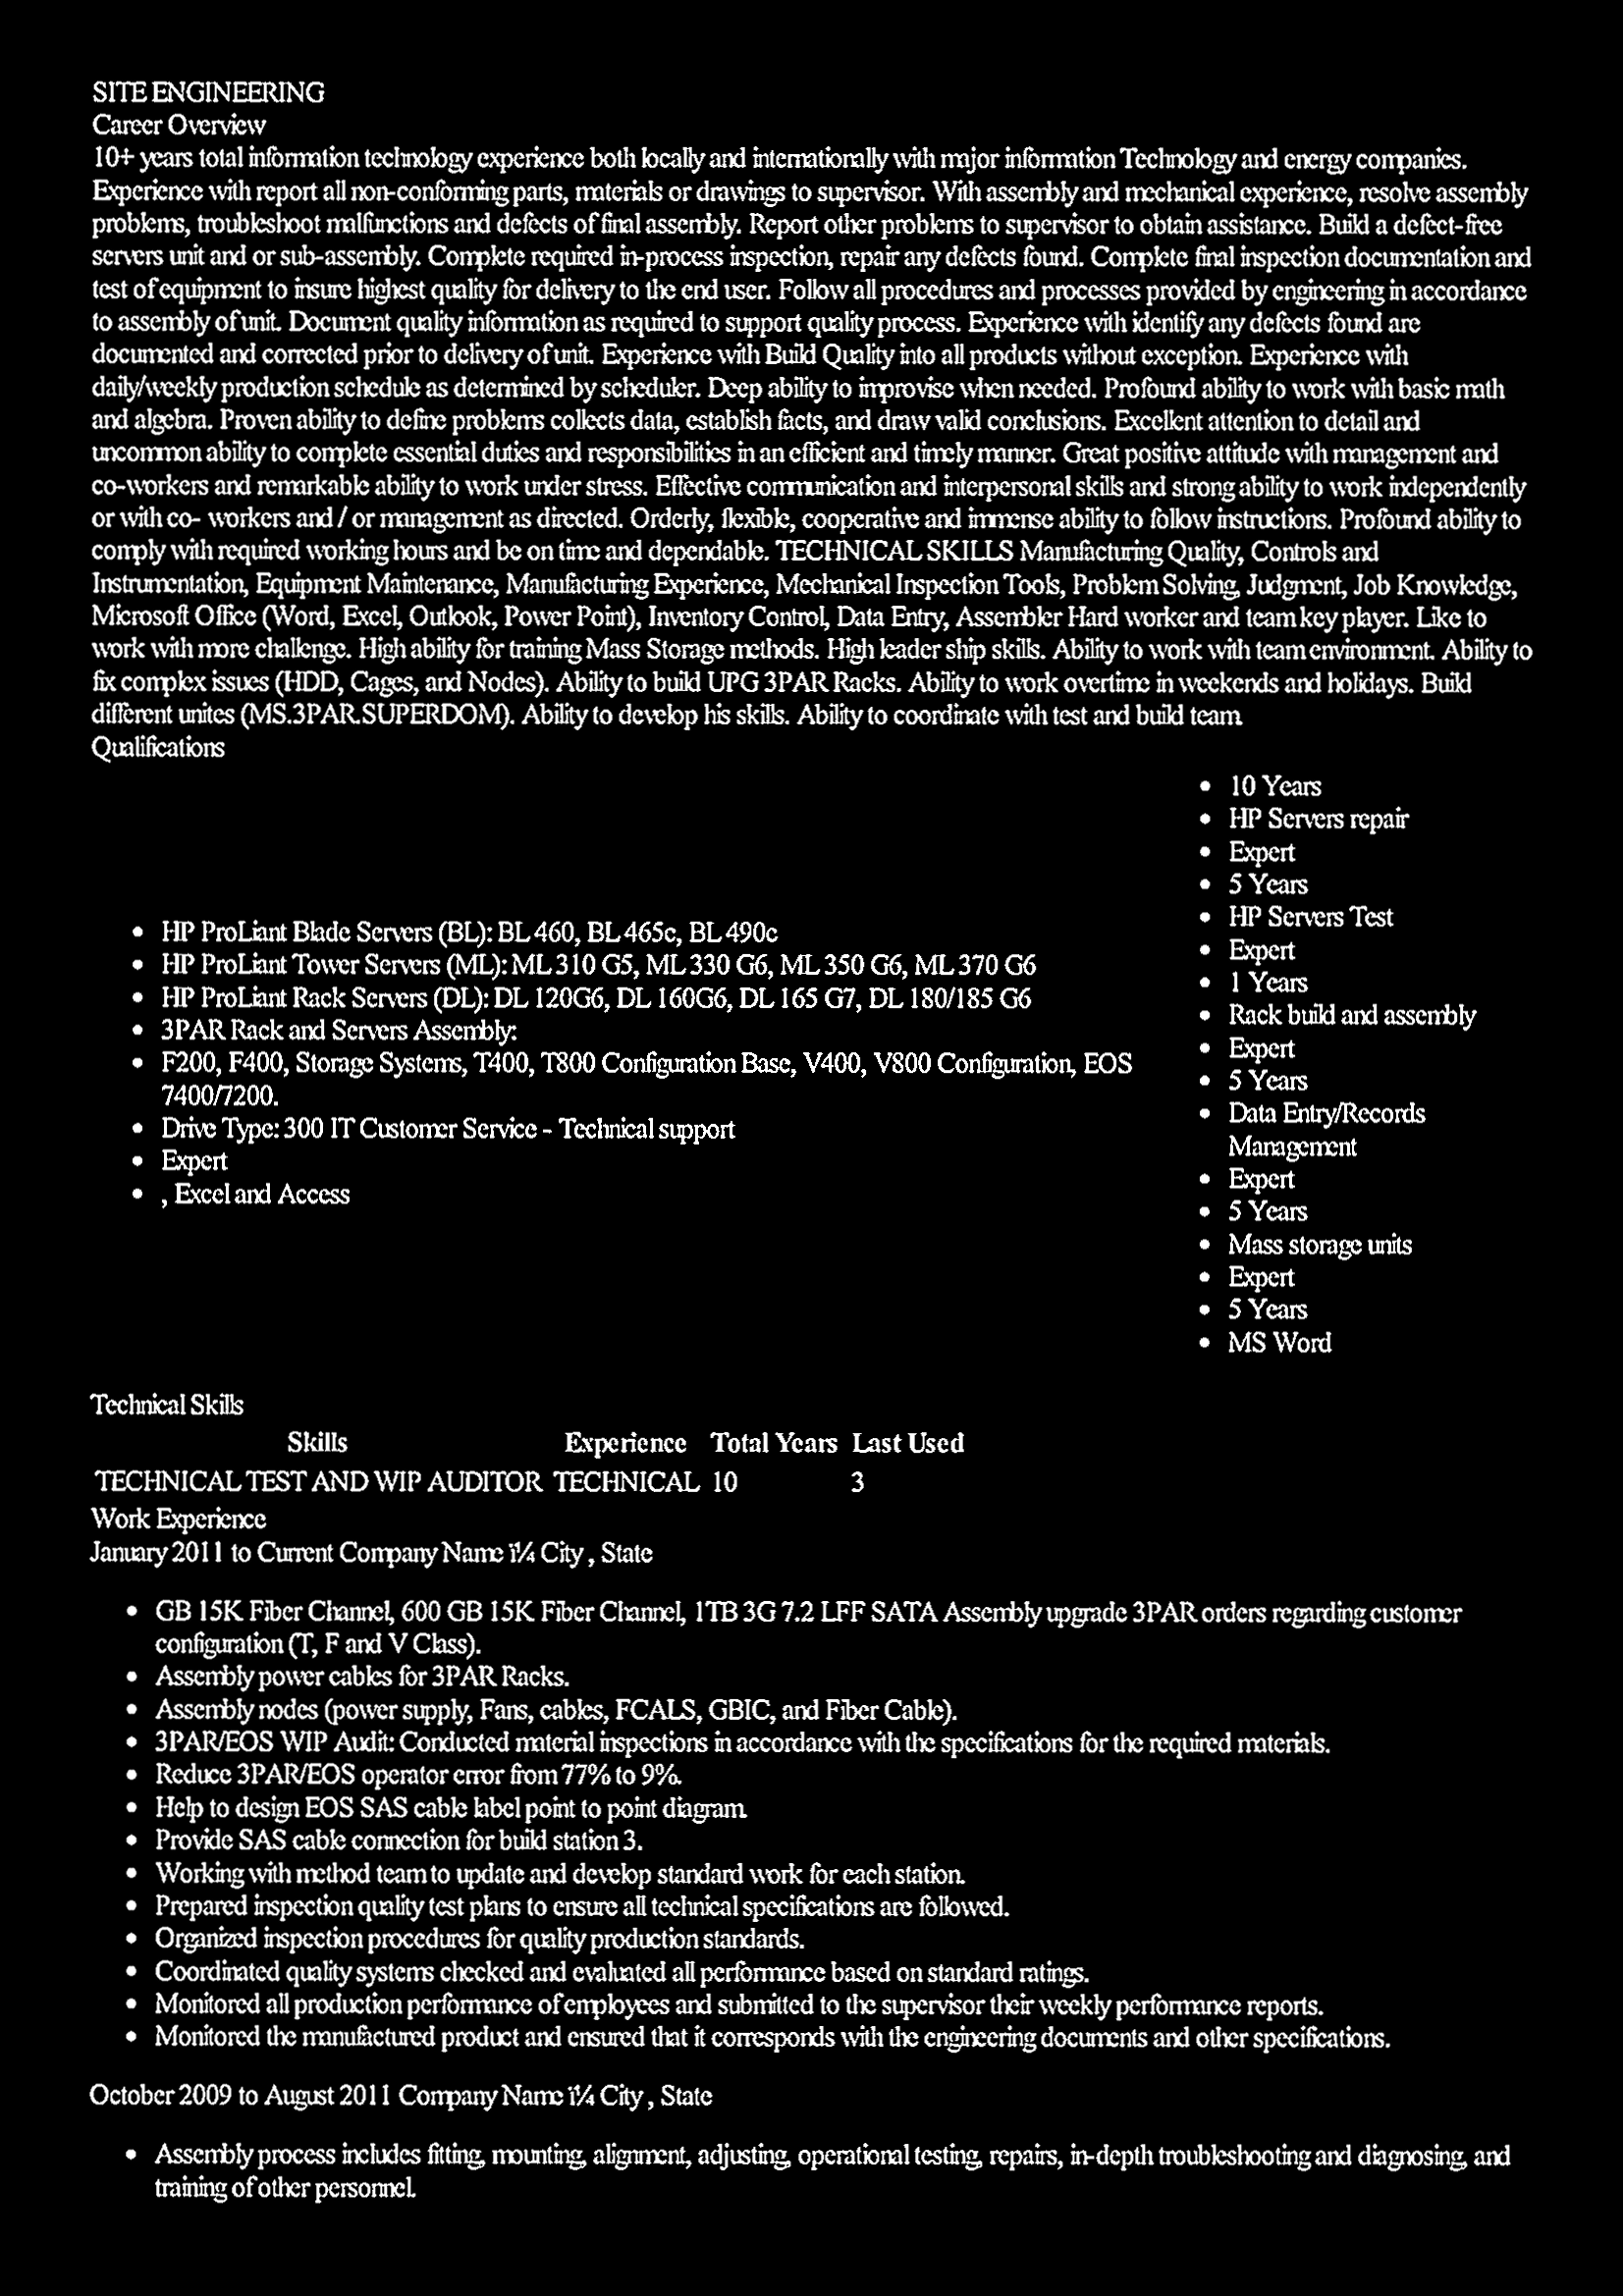 SITE ENGINEERING
Career Overview
10+ years total information technology experience both locally and internationally with major information Technology and energy companies.
Experience with report all non-conforming parts, materials or drawings to supervisor. With assembly and mechanical experience, resolve assembly
problems, troubleshoot malfunctions and defects of final assembly. Report other problems to supervisor to obtain assistance. Build a defect-free
servers unit and or sub-assembly. Complete required in-process inspection, repair any defects found. Complete final inspection documentation and
test of equipment to insure highest quality for delivery to the end user. Follow all procedures and processes provided by engineering in accordance
to assembly of unit. Document quality information as required to support quality process. Experience with identify any defects found are
documented and corrected prior to delivery of unit. Experience with Build Quality into all products without exception. Experience with
daily/weekly production schedule as determined by scheduler. Deep ability to improvise when needed. Profound ability to work with basic math
and algebra. Proven ability to define problems collects data, establish facts, and draw valid conclusions. Excellent attention to detail and
uncommon ability to complete essential duties and responsibilities in an efficient and timely manner. Great positive attitude with management and
co-workers and remarkable ability to work under stress. Effective communication and interpersonal skills and strong ability to work independently
or with co- workers and / or management as directed. Orderly, flexible, cooperative and immense ability to follow instructions. Profound ability to
comply with required working hours and be on time and dependable. TECHNICAL SKILLS Manufacturing Quality, Controls and
Instrumentation, Equipment Maintenance, Manufacturing Experience, Mechanical Inspection Tools, Problem Solving, Judgment, Job Knowledge,
Microsoft Office (Word, Excel, Outlook, Power Point), Inventory Control, Data Entry, Assembler Hard worker and team key player. Like to
work with more challenge. High ability for training Mass Storage methods. High leader ship skills. Ability to work with team environment. Ability to
fix complex issues (HDD, Cages, and Nodes). Ability to build UPG 3PAR Racks. Ability to work overtime in weekends and holidays. Build
different unites (MS.3PAR.SUPERDOM). Ability to develop his skills. Ability to coordinate with test and build team.
Qualifications
• HP ProLiant Blade Servers (BL): BL 460, BL 465c, BL 490c
• HP ProLiant Tower Servers (ML): ML 310 G5, ML 330 G6, ML 350 G6, ML 370 G6
• HP ProLiant Rack Servers (DL): DL 120G6, DL 160G6, DL 165 G7, DL 180/185 G6
• 3PAR Rack and Servers Assembly:
• F200, F400, Storage Systems, T400, T800 Configuration Base, V400, V800 Configuration, EOS
7400/7200.
• Drive Type: 300 IT Customer Service - Technical support
• Expert
• , Excel and Access
• 10 Years
• HP Servers repair
• Expert
• 5 Years
• HP Servers Test
• Expert
• 1 Years
• Rack build and assembly
• Expert
• 5 Years
• Data Entry/Records
Management
• Expert
• 5 Years
• Mass storage units
• Expert
• 5 Years
• MS Word
Technical Skills
Skills Experience Total Years Last Used
TECHNICAL TEST AND WIP AUDITOR TECHNICAL 10 3
Work Experience
January 2011 to Current Company Name ï¼ City , State
• GB 15K Fiber Channel, 600 GB 15K Fiber Channel, 1TB 3G 7.2 LFF SATA Assembly upgrade 3PAR orders regarding customer
configuration (T, F and V Class).
• Assembly power cables for 3PAR Racks.
• Assembly nodes (power supply, Fans, cables, FCALS, GBIC, and Fiber Cable).
• 3PAR/EOS WIP Audit: Conducted material inspections in accordance with the specifications for the required materials.
• Reduce 3PAR/EOS operator error from 77% to 9%.
• Help to design EOS SAS cable label point to point diagram.
• Provide SAS cable connection for build station 3.
• Working with method team to update and develop standard work for each station.
• Prepared inspection quality test plans to ensure all technical specifications are followed.
• Organized inspection procedures for quality production standards.
• Coordinated quality systems checked and evaluated all performance based on standard ratings.
• Monitored all production performance of employees and submitted to the supervisor their weekly performance reports.
• Monitored the manufactured product and ensured that it corresponds with the engineering documents and other specifications.
October 2009 to August 2011 Company Name ï¼ City , State
• Assembly process includes fitting, mounting, alignment, adjusting, operational testing, repairs, in-depth troubleshooting and diagnosing, and
training of other personnel.